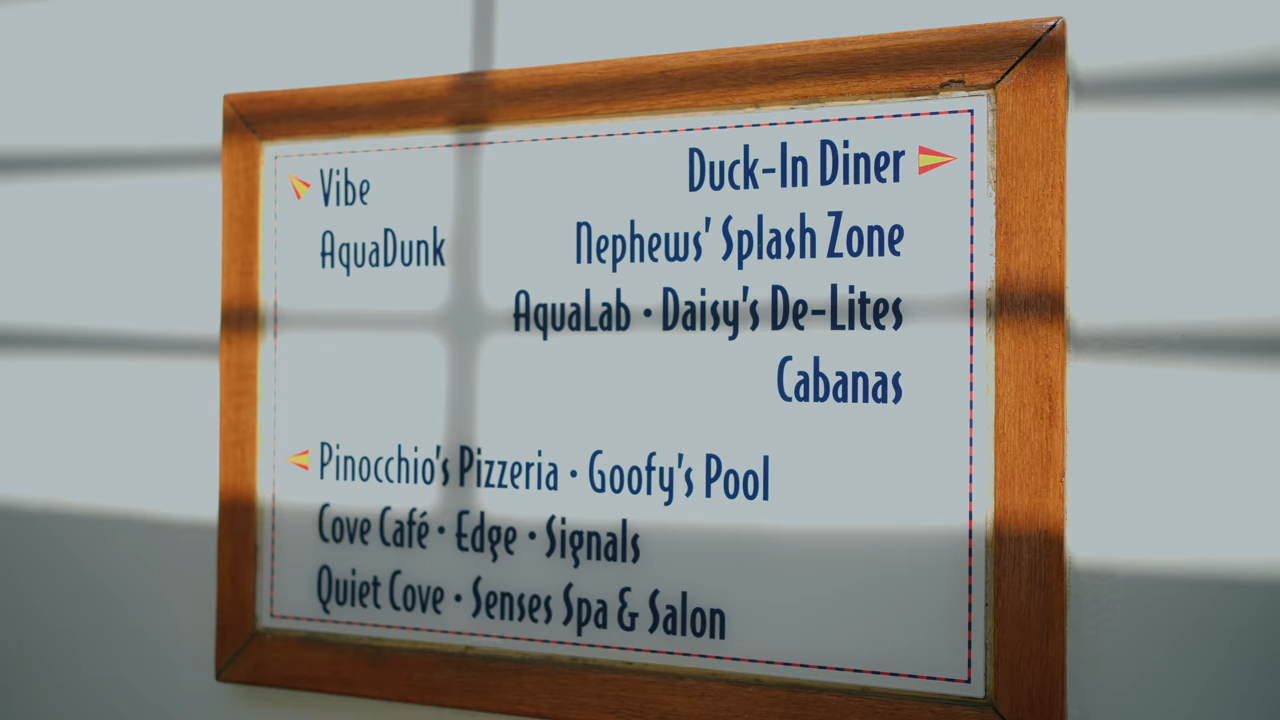 Vibe
AquaDunk
Duck-In Diner
Nephews' Splash Zone
AquaLab • Daisy's De-Lites
Cabanas
Pinocchio's Pizzeria • Goofy's Pool
Cove Café • Edge • Signals
Quiet Cove • Senses Spa & Salon